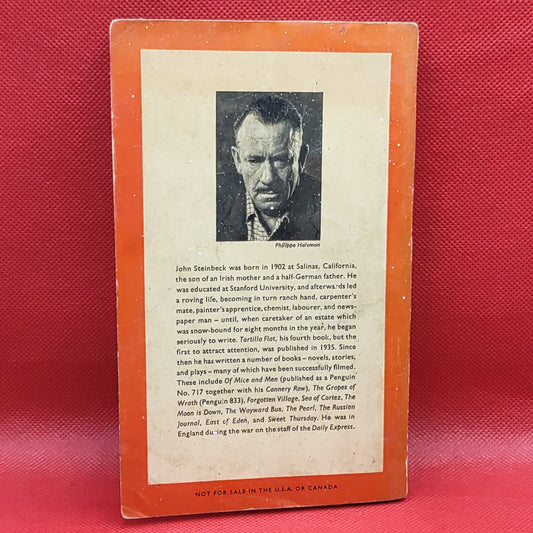 Philippe Halsman
John Steinbeck was born in 1902 at Salinas, California,
the son of an Irish mother and a half-German father. He
was educated at Stanford University, and afterwards led
a roving life, becoming in turn ranch hand, carpenter's
mate, painter's apprentice, chemist, labourer, and news-
paper man – until, when caretaker of an estate which
was snow-bound for eight months in the year, he began
seriously to write. Tortilla Flat, his fourth book, but the
first to attract attention, was published in 1935. Since
then he has written a number of books – novels, stories,
and plays – many of which have been successfully filmed.
These include Of Mice and Men (published as a Penguin
No. 717 together with his Cannery Row), The Grapes of
Wrath (Penguin 833), Forgotten Village, Sea of Cortez, The
Moon is Down, The Wayward Bus, The Pearl, The Russian
Journal, East of Eden, and Sweet Thursday. He was in
England during the war on the staff of the Daily Express.
NOT FOR SALE IN THE U.S.A. OR CANADA